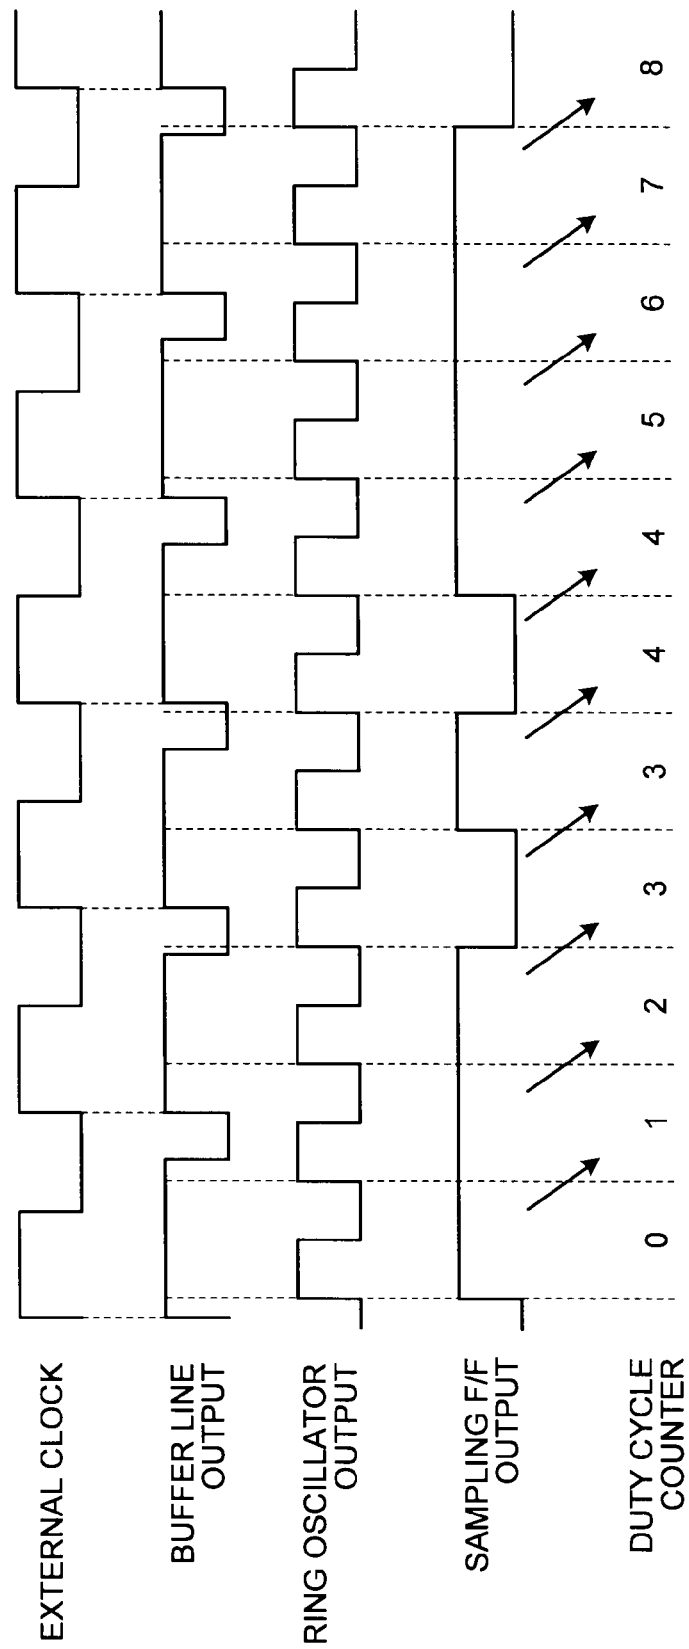 EXTERNAL CLOCK
BUFFER LINE
OUTPUT
RING OSCILLATOR
OUTPUT
SAMPLING F/F
OUTPUT
DUTY CYCLE
COUNTER
0 1 2 3 3 4 4 5 6 7 8